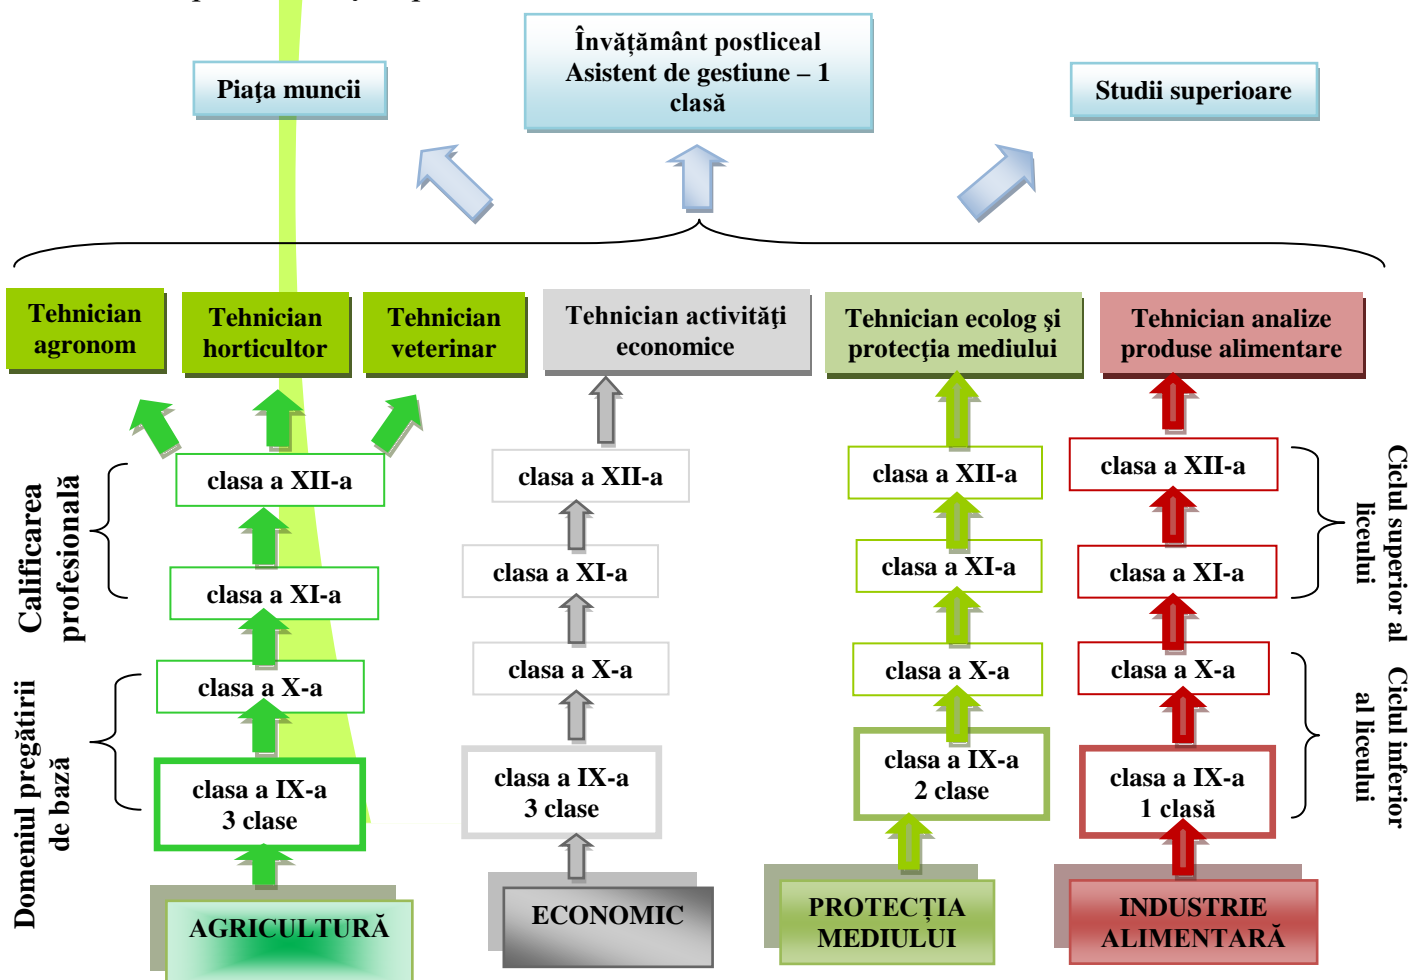 Învățământ postliceal
Asistent de gestiune – 1
clasă
Piaţa muncii
Studii superioare
Tehnician
agronom
Tehnician
horticultor
Tehnician
veterinar
Tehnician activităţi
economice
Tehnician ecolog şi
protecţia mediului
Tehnician analize
produse alimentare
Calificarea
profesională
clasa a XII-a
clasa a XII-a
clasa a XII-a
clasa a XII-a
Ciclul superior al
liceului
clasa a XI-a
clasa a XI-a
clasa a XI-a
clasa a XI-a
Domeniul pregătirii
de bază
clasa a X-a
clasa a X-a
clasa a X-a
clasa a X-a
Ciclul inferior
al liceului
clasa a IX-a
3 clase
clasa a IX-a
3 clase
clasa a IX-a
2 clase
clasa a IX-a
1 clasă
AGRICULTURĂ
ECONOMIC
PROTECȚIA
MEDIULUI
INDUSTRIE
ALIMENTARĂ